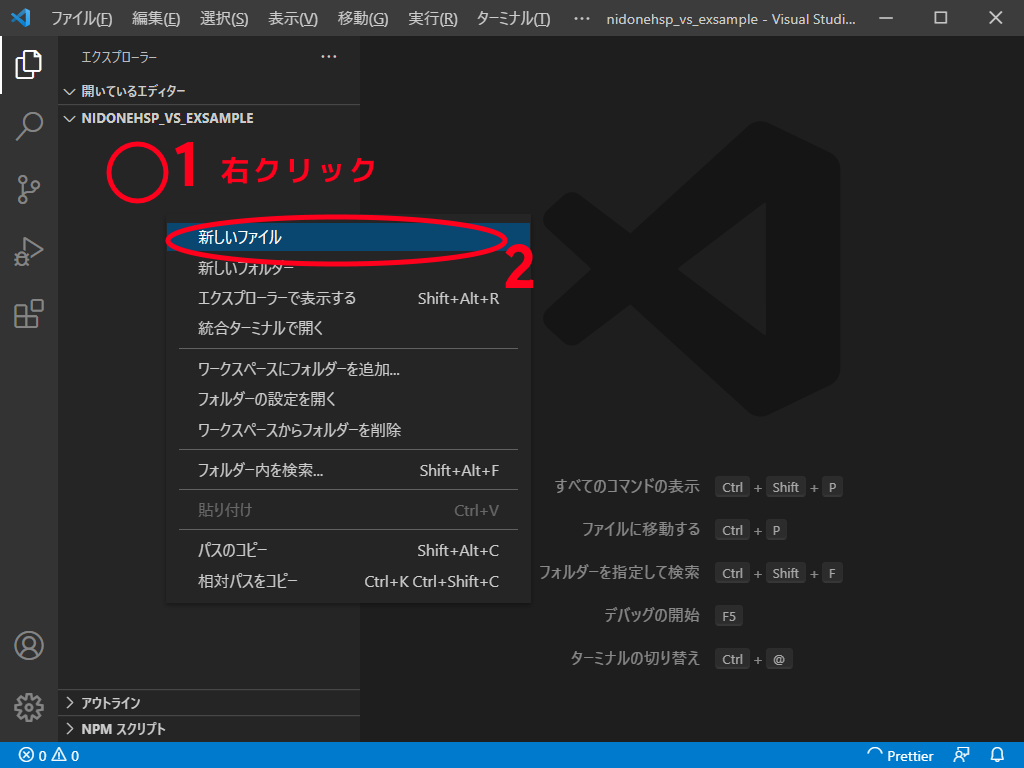 ファイル(F) 編集(E) 選択(S) 表示(V) 移動(G) 実行(R) ターミナル(T) ··· nidonehsp_vs_exsample - Visual Studi...
エクスプローラー ···
開いているエディター
NIDONEHSP_VS_EXSAMPLE
1 右クリック
新しいファイル
2
新しいフォルダー
エクスプローラーで表示する Shift+Alt+R
統合ターミナルで開く
ワークスペースにフォルダーを追加...
フォルダーの設定を開く
ワークスペースからフォルダーを削除
フォルダー内を検索... Shift+Alt+F
貼り付け Ctrl+V
パスのコピー Shift+Alt+C
相対パスをコピー Ctrl+K Ctrl+Shift+C
すべてのコマンドの表示 Ctrl + Shift + P
ファイルに移動する Ctrl + P
フォルダーを指定して検索 Ctrl + Shift + F
デバッグの開始 F5
ターミナルの切り替え Ctrl + @
アウトライン
NPM スクリプト
0 0 Prettier